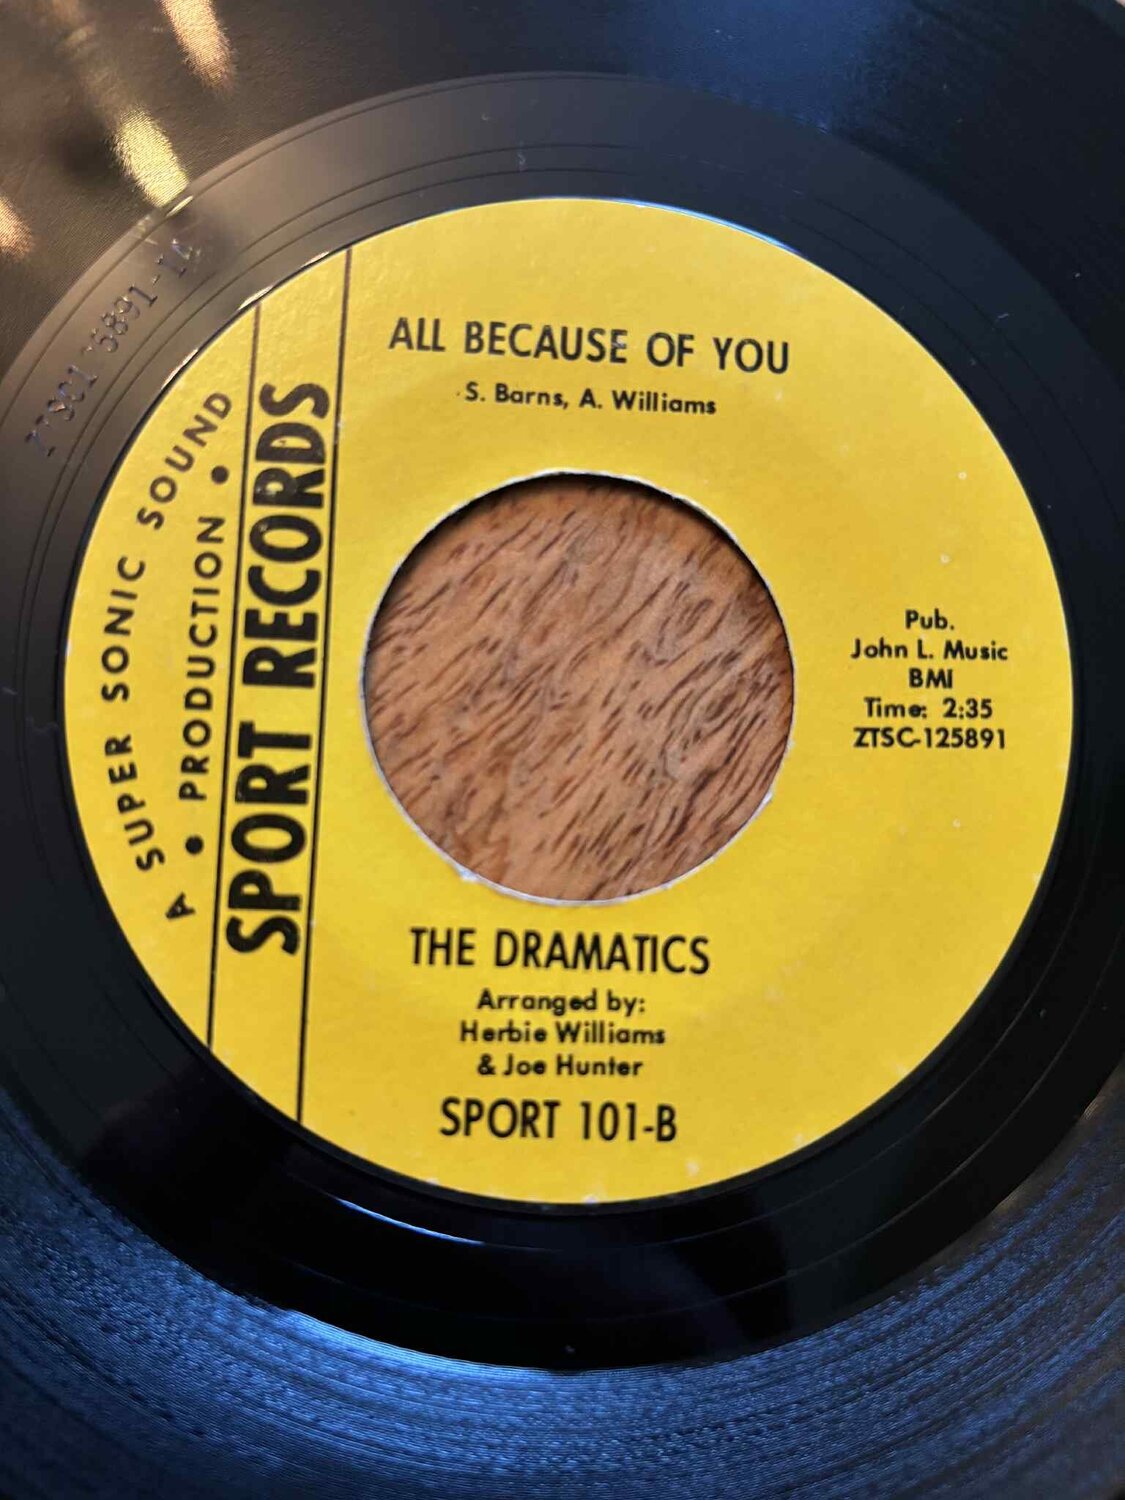 ALL BECAUSE OF YOU
S. Barns, A. Williams
A SUPER SONIC SOUND
• PRODUCTION •
SPORT RECORDS
Pub.
John L. Music
BMI
Time: 2:35
ZTSC-125891
THE DRAMATICS
Arranged by:
Herbie Williams
& Joe Hunter
SPORT 101-B